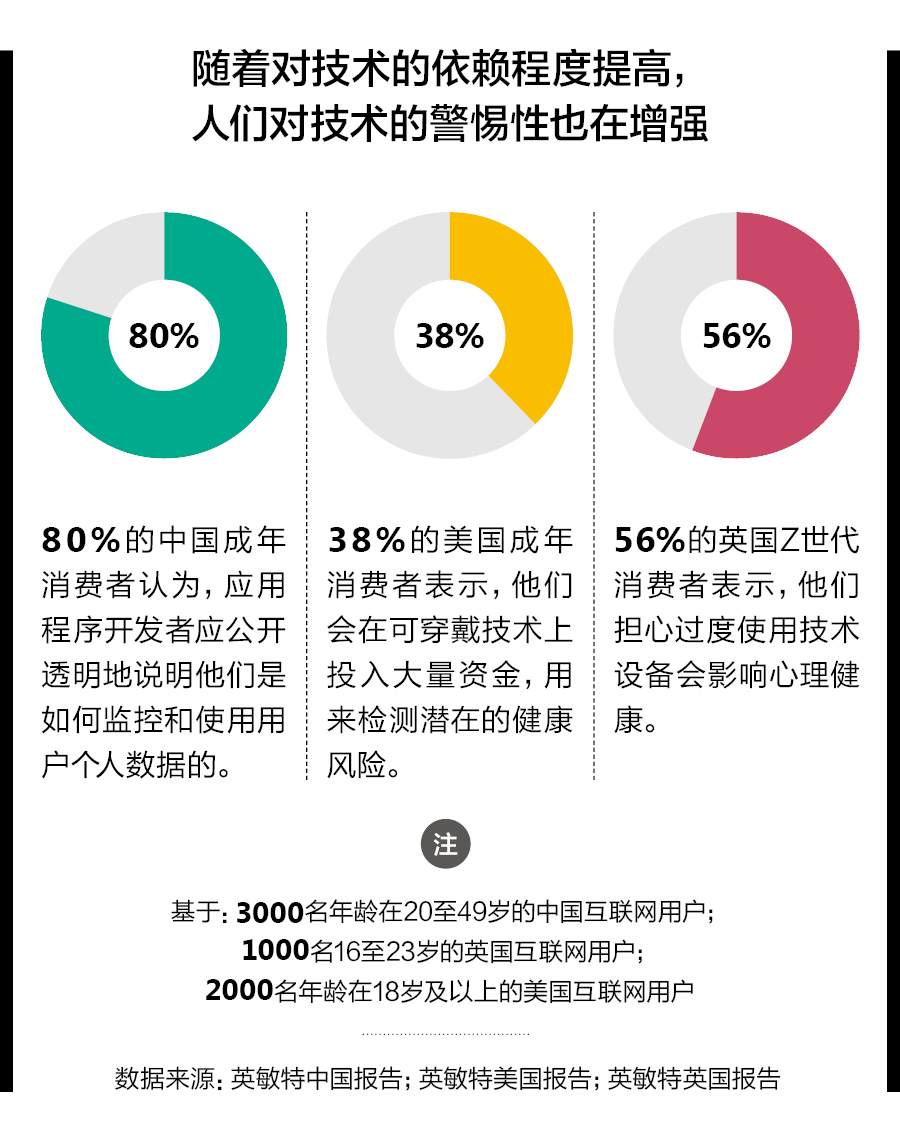 随着对技术的依赖程度提高，
人们对技术的警惕性也在增强
80%
38%
56%
80%的中国成年
消费者认为，应用
程序开发者应公开
透明地说明他们是
如何监控和使用用
户个人数据的。
38%的美国成年
消费者表示，他们
会在可穿戴技术上
投入大量资金，用
来检测潜在的健康
风险。
56%的英国Z世代
消费者表示，他们
担心过度使用技术
设备会影响心理健
康。
注
基于：3000名年龄在20至49岁的中国互联网用户；
1000名16至23岁的英国互联网用户；
2000名年龄在18岁及以上的美国互联网用户
数据来源：英敏特中国报告；英敏特美国报告；英敏特英国报告